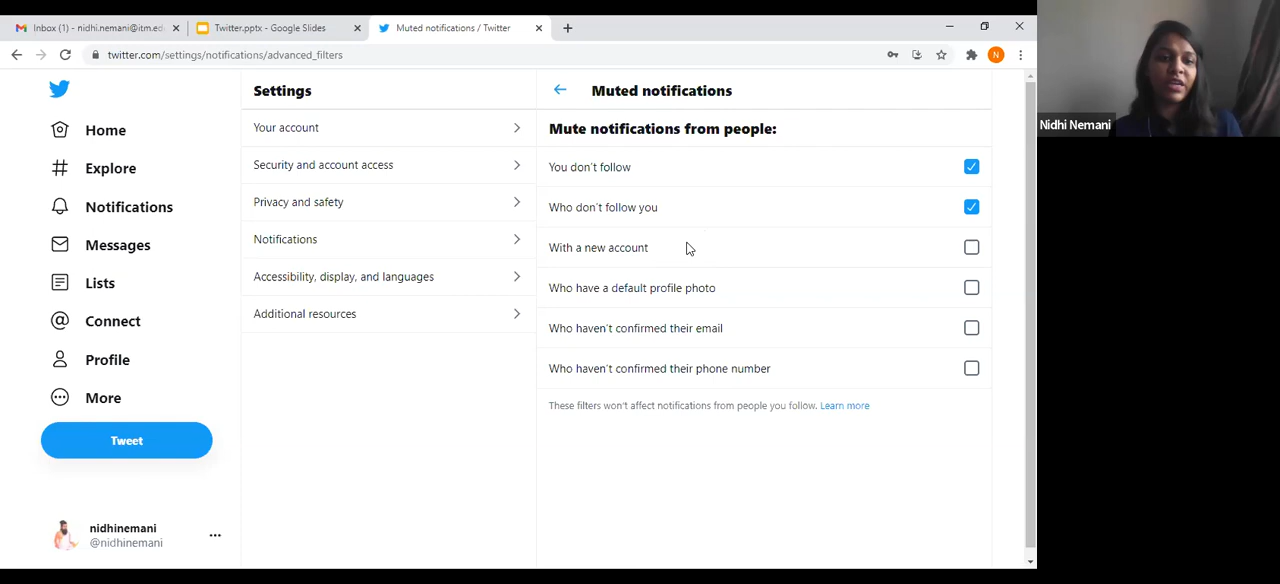 Inbox (1) - nidhi.nemani@itm.ed
Twitter.pptx - Google Slides
Muted notifications / Twitter
twitter.com/settings/notifications/advanced_filters
N
Home
Explore
Notifications
Messages
Lists
Connect
Profile
More
Tweet
nidhinemani
@nidhinemani
Settings
Your account
Security and account access
Privacy and safety
Notifications
Accessibility, display, and languages
Additional resources
Muted notifications
Mute notifications from people:
You don't follow
Who don't follow you
With a new account
Who have a default profile photo
Who haven't confirmed their email
Who haven't confirmed their phone number
These filters won't affect notifications from people you follow. Learn more
Nidhi Nemani